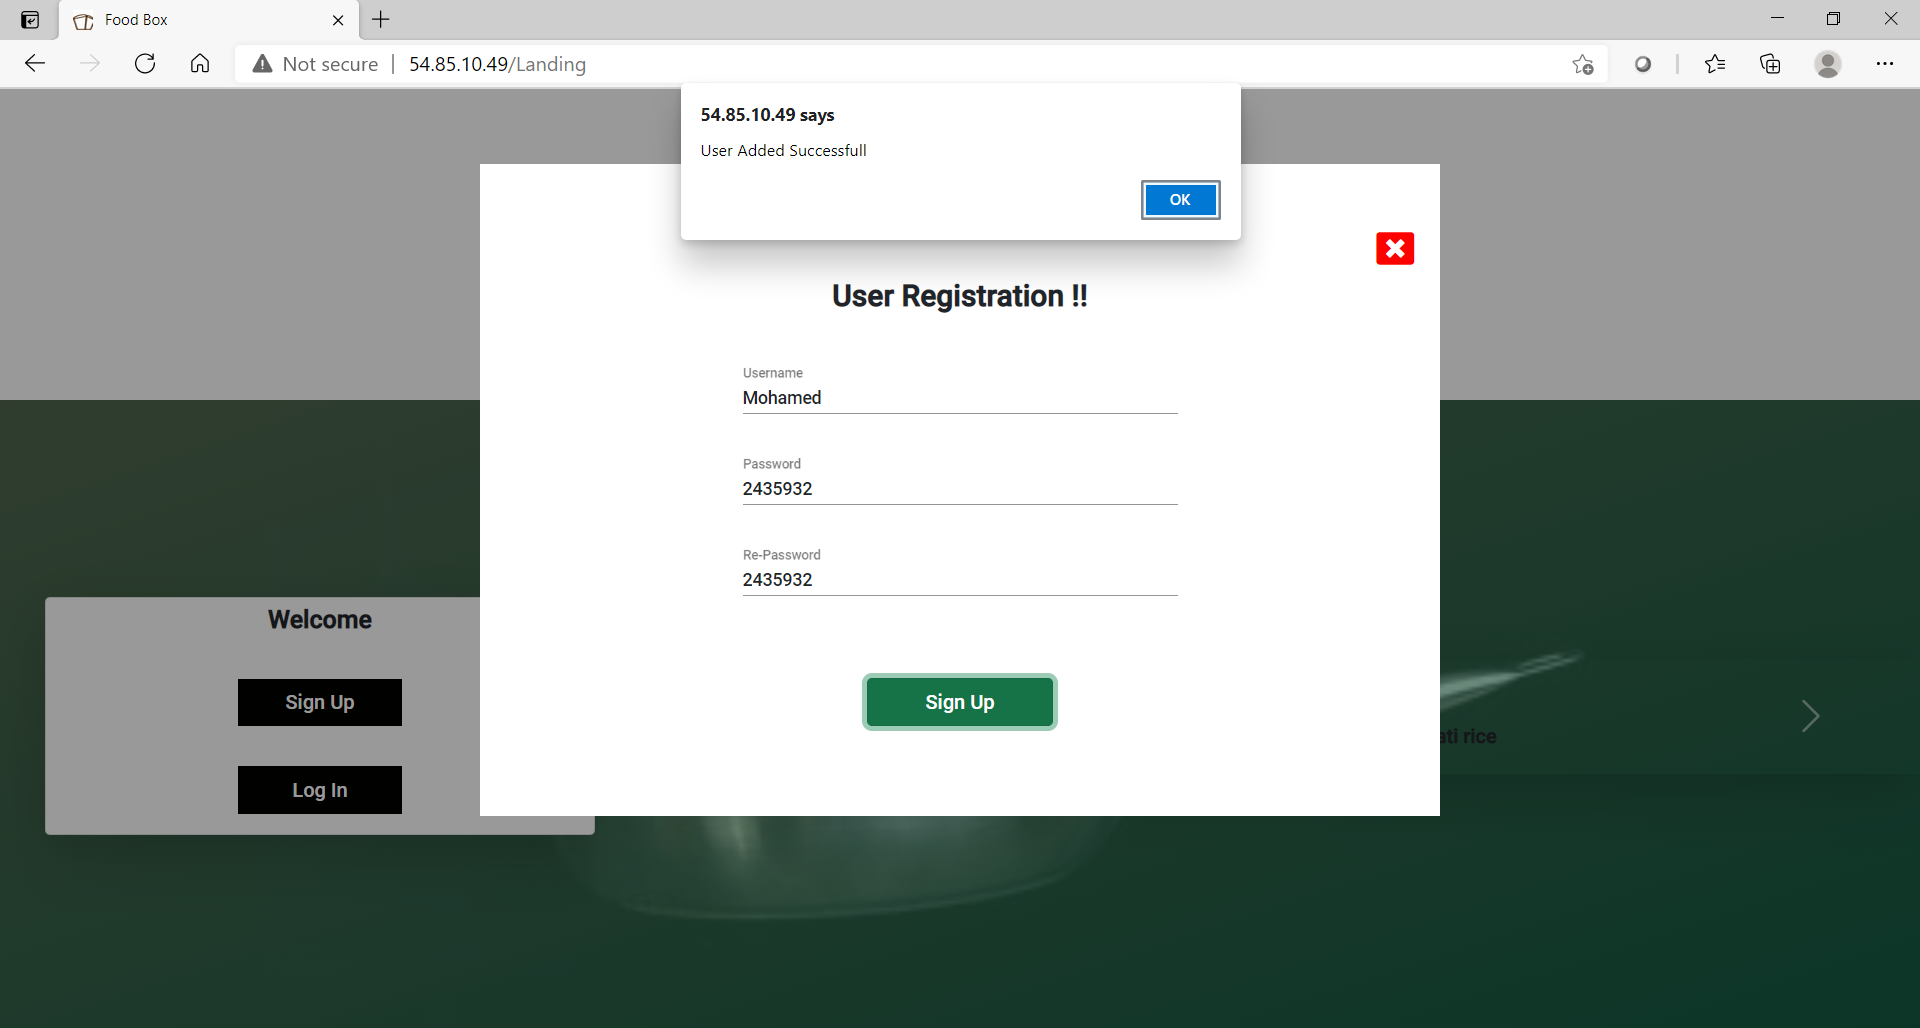 Food Box
Not secure
54.85.10.49/Landing
54.85.10.49 says
User Added Successfull
OK
User Registration !!
Username
Mohamed
Password
2435932
Re-Password
2435932
Sign Up
Welcome
Sign Up
Log In
ati rice